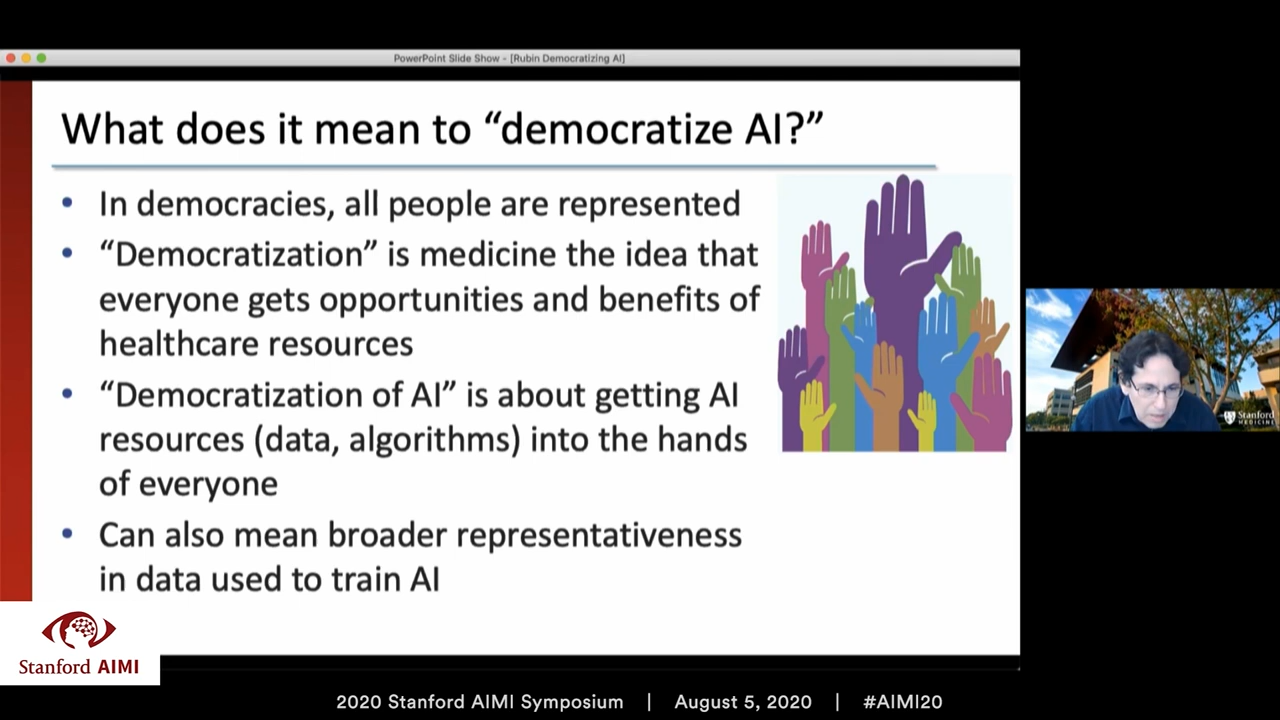 PowerPoint Slide Show - [Rubin Democratizing AI]
What does it mean to “democratize AI?”
• In democracies, all people are represented
• “Democratization” is medicine the idea that
everyone gets opportunities and benefits of
healthcare resources
• “Democratization of AI” is about getting AI
resources (data, algorithms) into the hands
of everyone
• Can also mean broader representativeness
in data used to train AI
Stanford
MEDICINE
Stanford AIMI
2020 Stanford AIMI Symposium | August 5, 2020 | #AIMI20